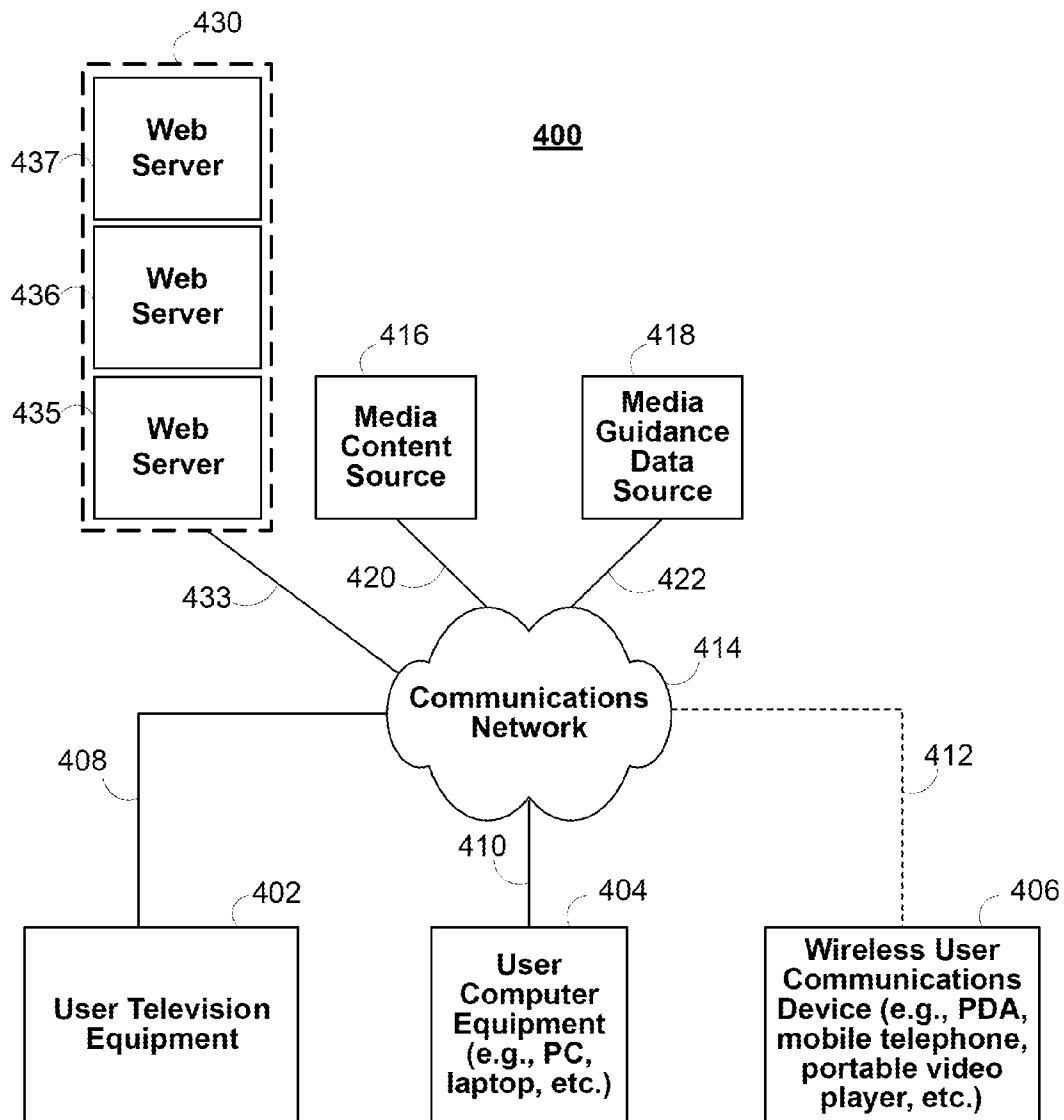 430
Web
Server
437
400
Web
Server
436
416
418
Web
Server
435
Media
Content
Source
Media
Guidance
Data
Source
420
422
433
414
Communications
Network
408
412
410
402
404
406
User Television
Equipment
User
Computer
Equipment
(e.g., PC,
laptop, etc.)
Wireless User
Communications
Device (e.g., PDA,
mobile telephone,
portable video
player, etc.)